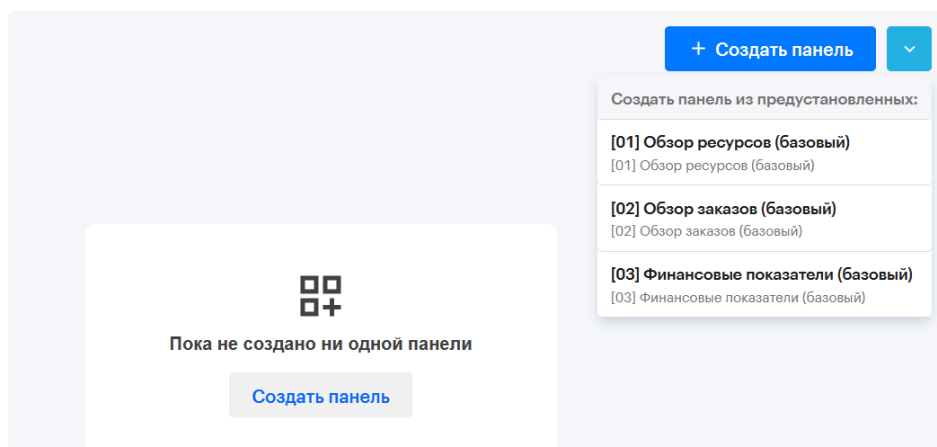 + Создать панель
Создать панель из предустановленных:
[01] Обзор ресурсов (базовый)
[01] Обзор ресурсов (базовый)
[02] Обзор заказов (базовый)
[02] Обзор заказов (базовый)
[03] Финансовые показатели (базовый)
[03] Финансовые показатели (базовый)
Пока не создано ни одной панели
Создать панель